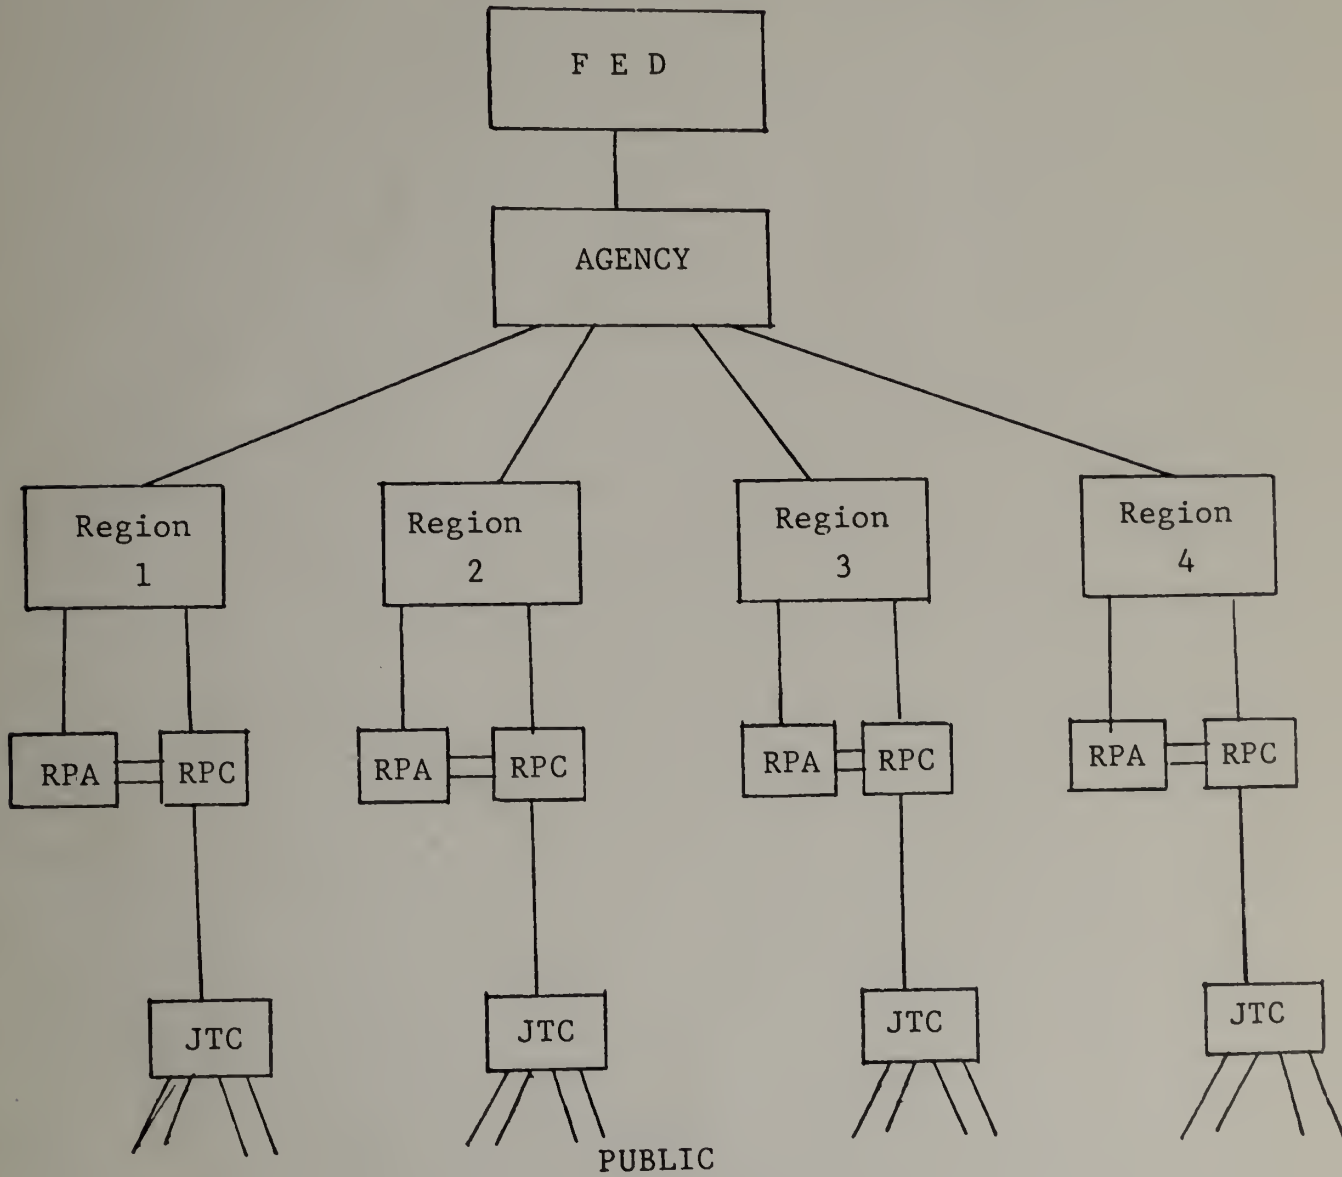 F E D
AGENCY
Region
1
Region
2
Region
3
Region
4
RPA
RPC
RPA
RPC
RPA
RPC
RPA
RPC
JTC
JTC
JTC
JTC
PUBLIC